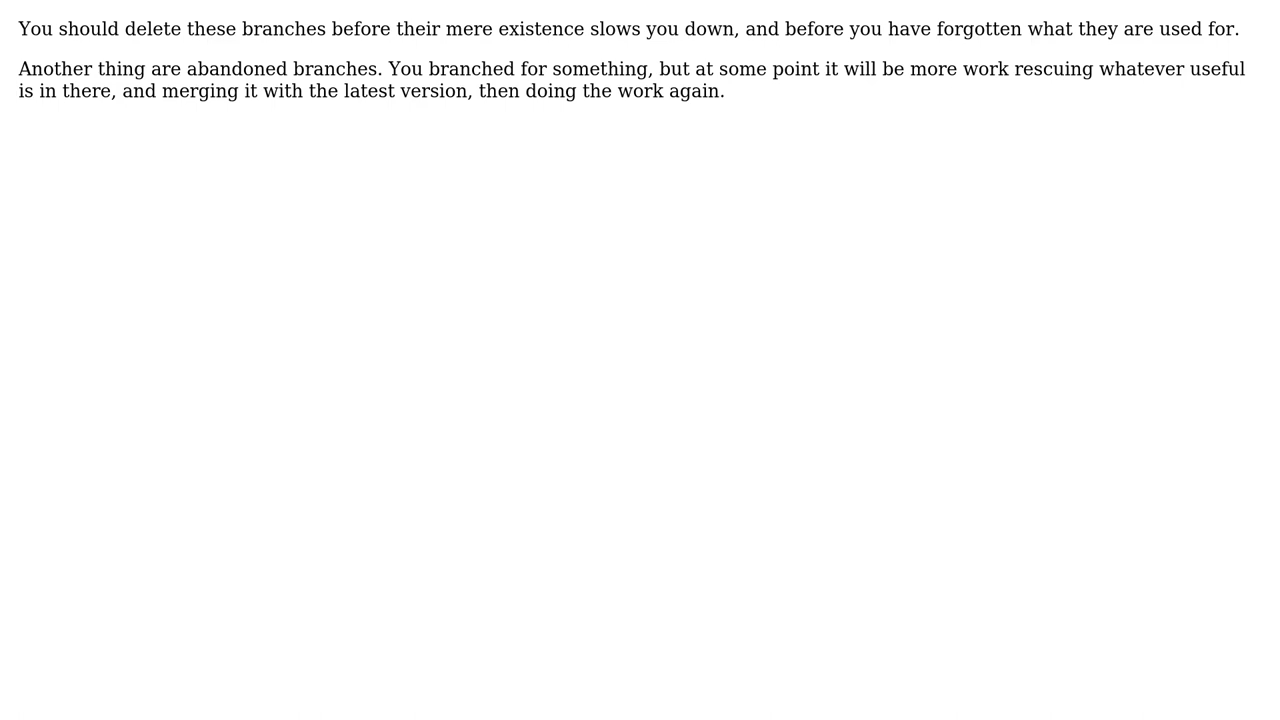 You should delete these branches before their mere existence slows you down, and before you have forgotten what they are used for.
Another thing are abandoned branches. You branched for something, but at some point it will be more work rescuing whatever useful
is in there, and merging it with the latest version, then doing the work again.